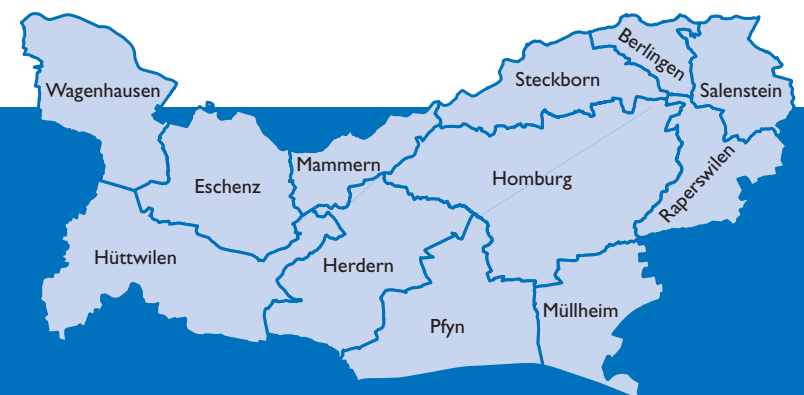 Berlingen
Steckborn
Wagenhausen
Salenstein
Mammern
Eschenz
Homburg
Raperswilen
Hüttwilen
Herdern
Müllheim
Pfyn